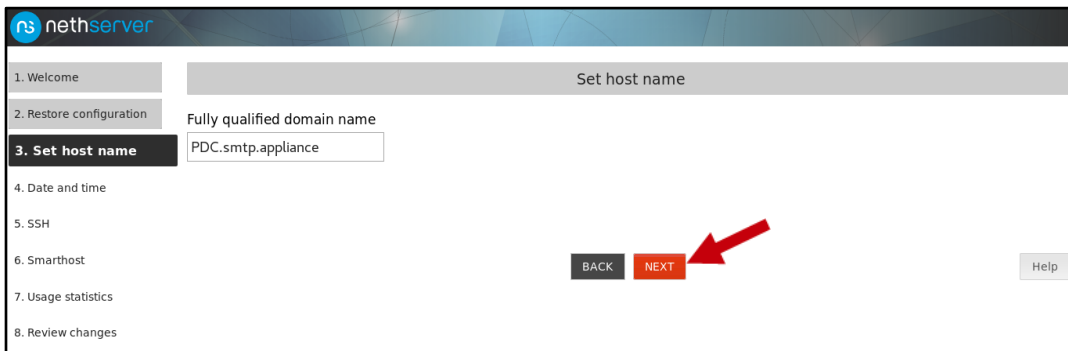 nethserver
1. Welcome
2. Restore configuration
3. Set host name
4. Date and time
5. SSH
6. Smarthost
7. Usage statistics
8. Review changes
Set host name
Fully qualified domain name
PDC.smtp.appliance
BACK NEXT
Help